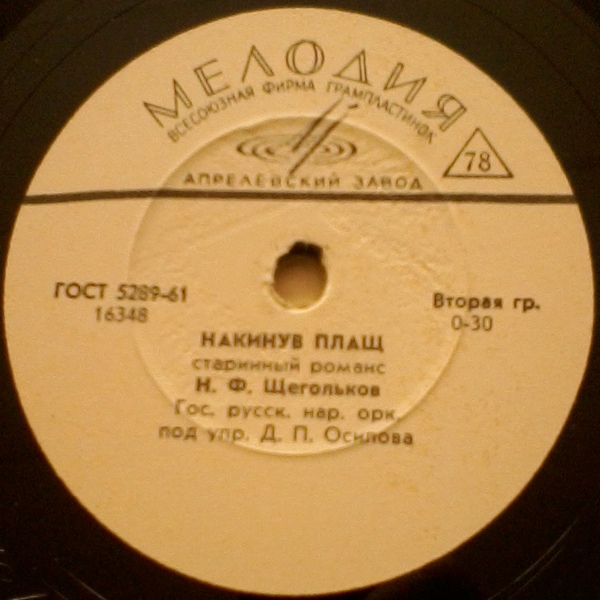 МЕЛОДИЯ
ВСЕСОЮЗНАЯ ФИРМА ГРАМПЛАСТИНОК
78
АПРЕЛЕВСКИЙ ЗАВОД
ГОСТ 5289-61
16348
Вторая гр.
0-30
НАКИНУВ ПЛАЩ
старинный романс
Н. Ф. Щегольков
Гос. русск. нар. орк.
под упр. Д. П. Осипова